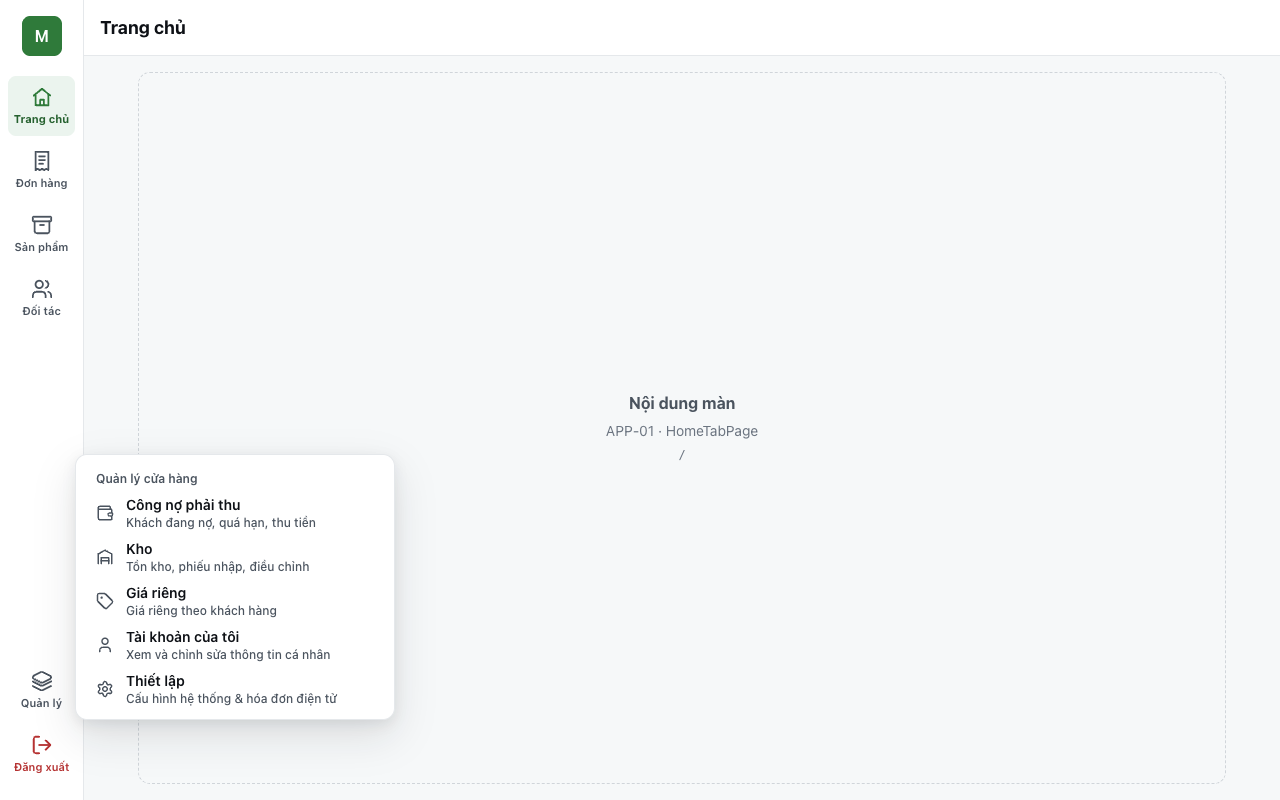 M
Trang chủ
Trang chủ
Đơn hàng
Sản phẩm
Đối tác
Nội dung màn
APP-01 · HomeTabPage
/
Quản lý cửa hàng
Công nợ phải thu
Khách đang nợ, quá hạn, thu tiền
Kho
Tồn kho, phiếu nhập, điều chỉnh
Giá riêng
Giá riêng theo khách hàng
Tài khoản của tôi
Xem và chỉnh sửa thông tin cá nhân
Thiết lập
Cấu hình hệ thống & hóa đơn điện tử
Quản lý
Đăng xuất